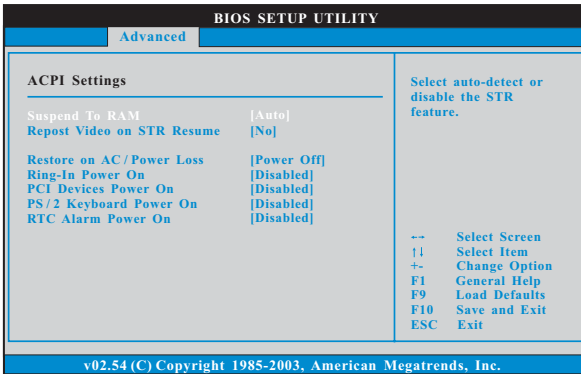 BIOS SETUP UTILITY
Advanced
ACPI Settings
Suspend To RAM [Auto]
Repost Video on STR Resume [No]
Restore on AC / Power Loss [Power Off]
Ring-In Power On [Disabled]
PCI Devices Power On [Disabled]
PS / 2 Keyboard Power On [Disabled]
RTC Alarm Power On [Disabled]
Select auto-detect or
disable the STR
feature.
←→ Select Screen
↑↓ Select Item
+- Change Option
F1 General Help
F9 Load Defaults
F10 Save and Exit
ESC Exit
v02.54 (C) Copyright 1985-2003, American Megatrends, Inc.